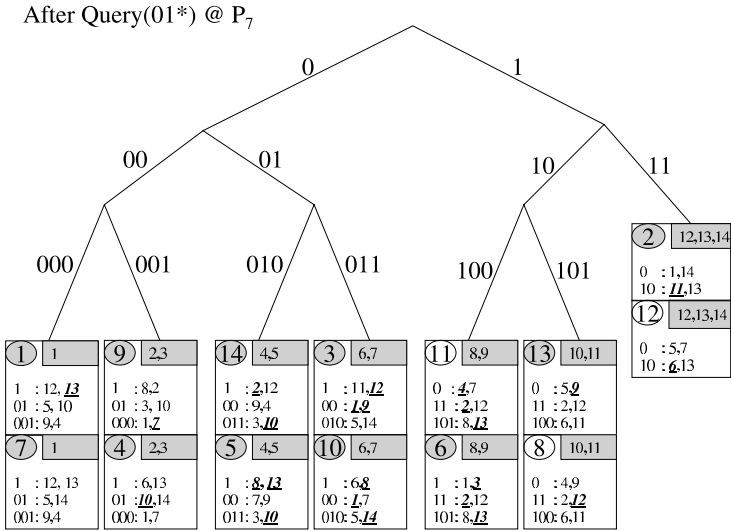 After Query(01*) @ P7
0
1
00
01
10
11
000
001
010
011
100
101
2 12,13,14
0 : 1,14
10 : 11,13
12 12,13,14
0 : 5,7
10 : 6,13
1 1
1 : 12, 13
01 : 5, 10
001: 9,4
9 2,3
1 : 8,2
01 : 3, 10
000: 1,7
14 4,5
1 : 2,12
00 : 9,4
011: 3,10
3 6,7
1 : 11,12
00 : 1,9
010: 5,14
11 8,9
0 : 4,7
11 : 2,12
101: 8,13
13 10,11
0 : 5,9
11 : 2,12
100: 6,11
7 1
1 : 12, 13
01 : 5,14
001: 9,4
4 2,3
1 : 6,13
01 : 10,14
000: 1,7
5 4,5
1 : 8,13
00 : 7,9
011: 3,10
10 6,7
1 : 6,8
00 : 1,7
010: 5,14
6 8,9
1 : 1,3
11 : 2,12
101: 8,13
8 10,11
0 : 4,9
11 : 2,12
100: 6,11